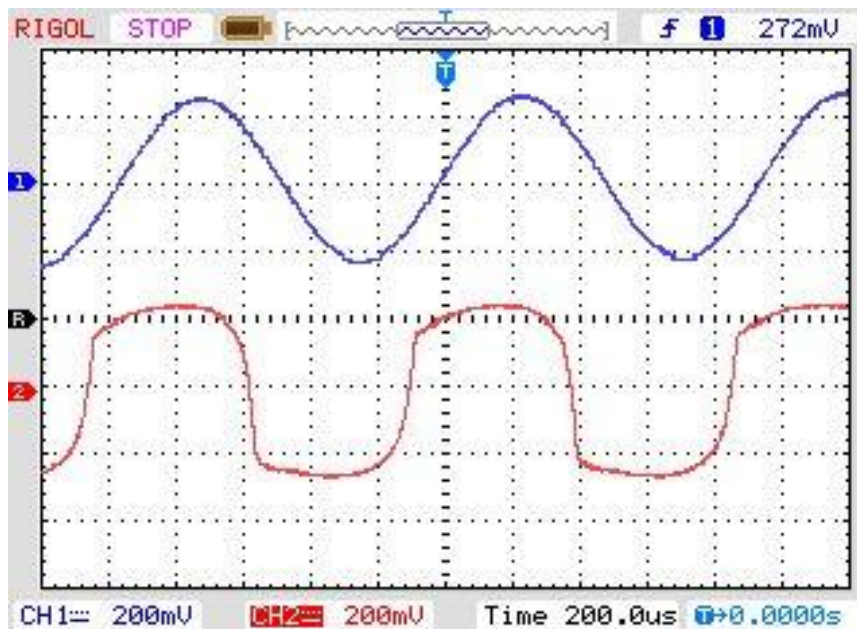 RIGOL STOP T f 1 272mV
T
1
R
2
CH1 200mV CH2 200mV Time 200.0us T→0.0000s